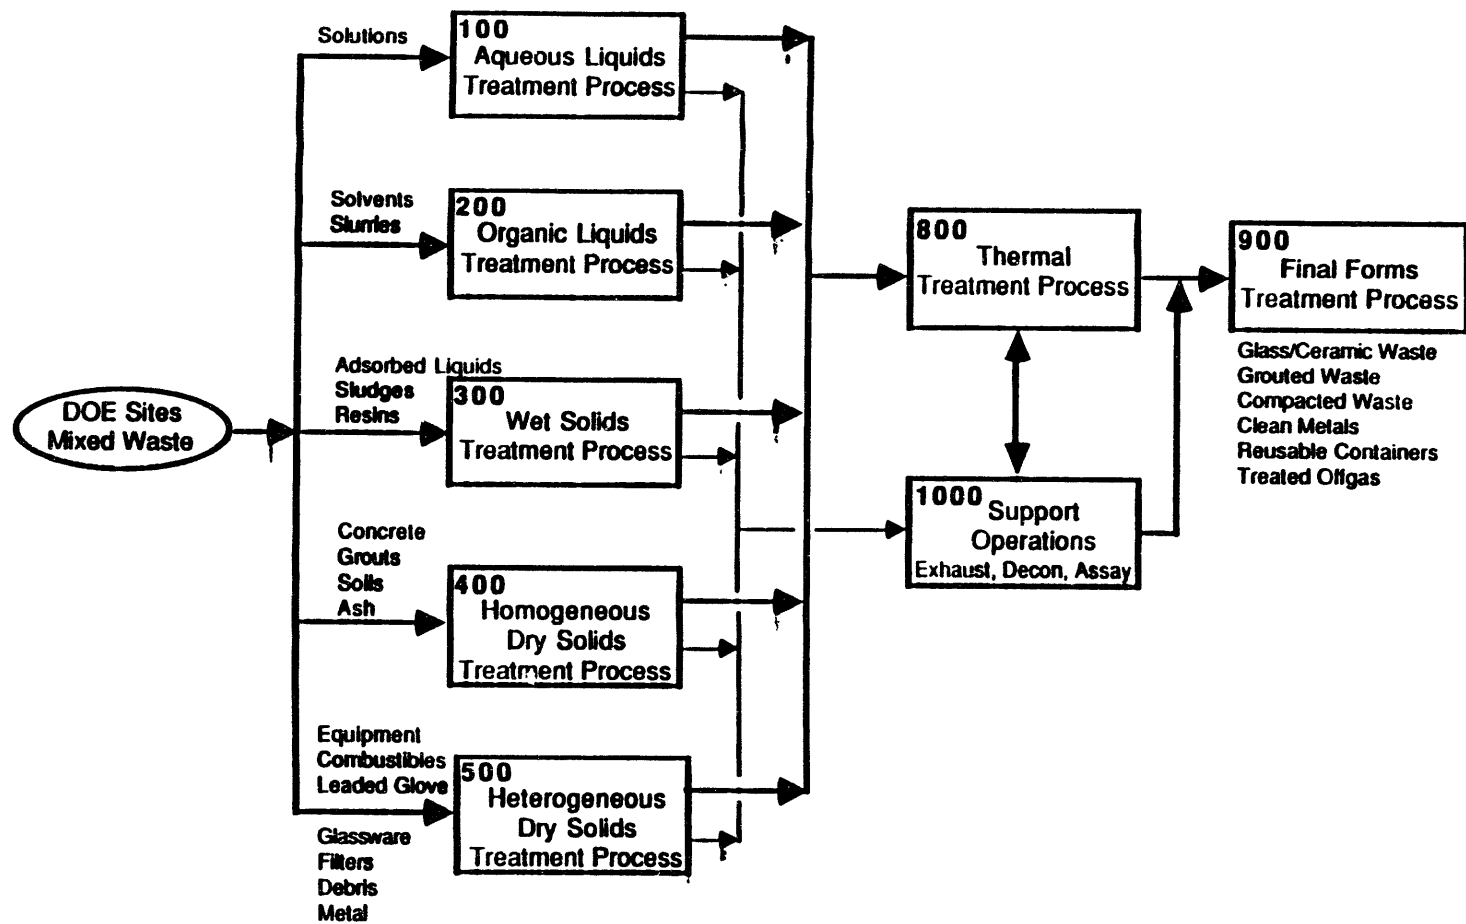 DOE Sites
Mixed Waste
Solutions
100
Aqueous Liquids
Treatment Process
Solvents
Slurries
200
Organic Liquids
Treatment Process
Adsorbed Liquids
Sludges
Resins
300
Wet Solids
Treatment Process
Concrete
Grouts
Soils
Ash
400
Homogeneous
Dry Solids
Treatment Process
Equipment
Combustibles
Leaded Glove
Glassware
Filters
Debris
Metal
500
Heterogeneous
Dry Solids
Treatment Process
800
Thermal
Treatment Process
1000
Support
Operations
Exhaust, Decon, Assay
900
Final Forms
Treatment Process
Glass/Ceramic Waste
Grouted Waste
Compacted Waste
Clean Metals
Reusable Containers
Treated Offgas